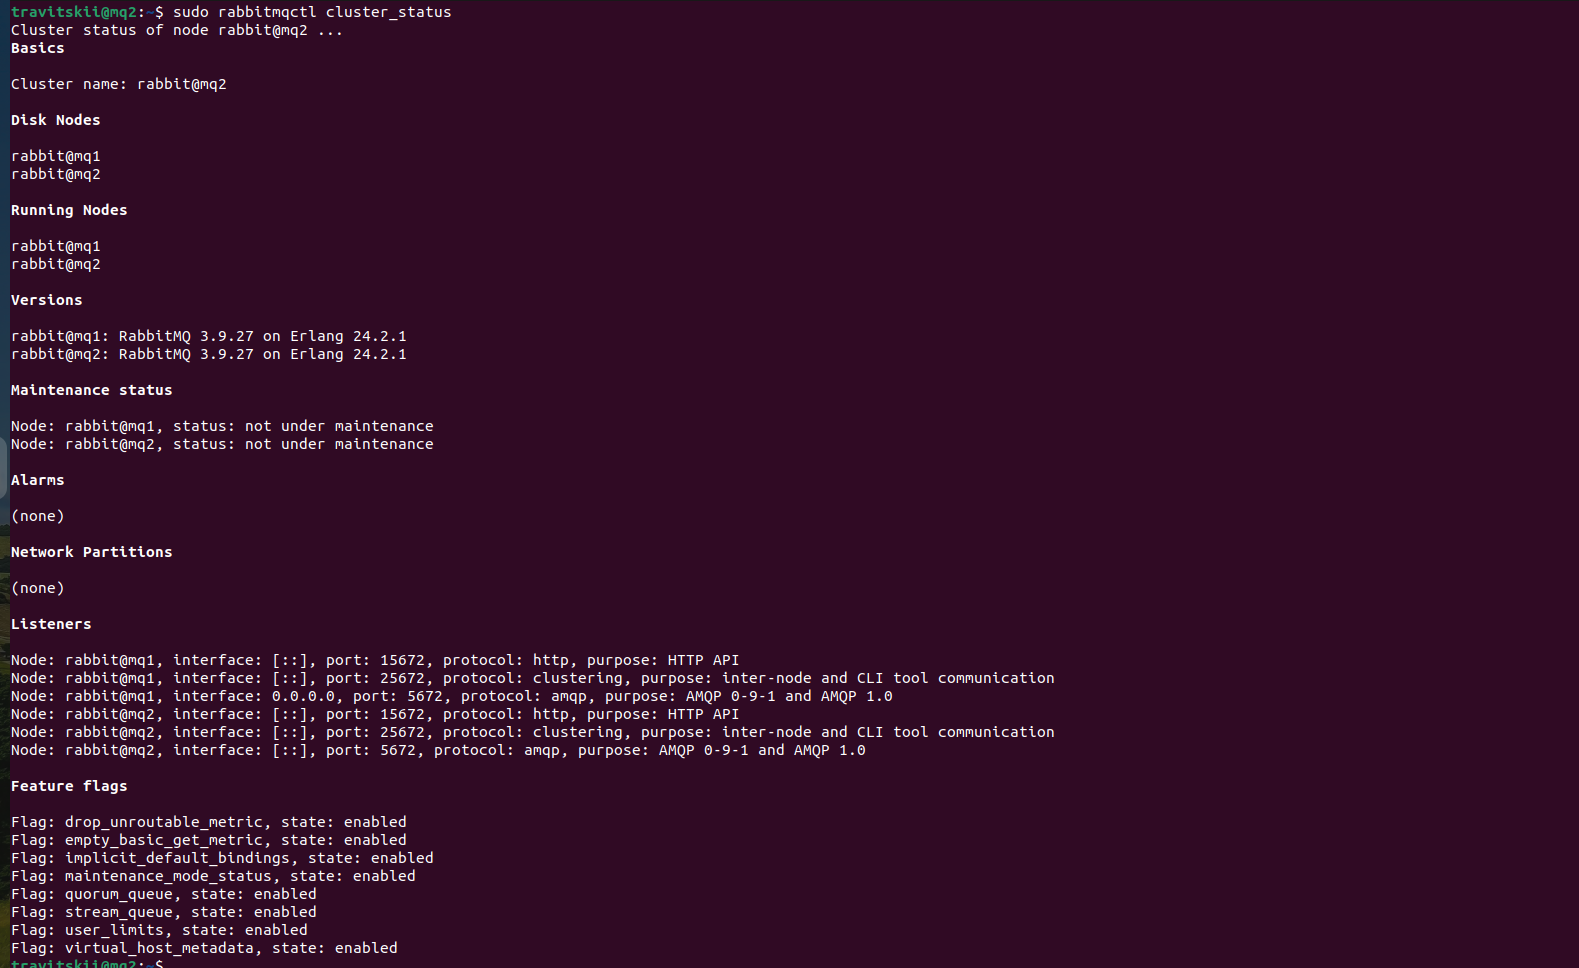 travitskii@mq2:~$ sudo rabbitmqctl cluster_status
Cluster status of node rabbit@mq2 ...
Basics
Cluster name: rabbit@mq2
Disk Nodes
rabbit@mq1
rabbit@mq2
Running Nodes
rabbit@mq1
rabbit@mq2
Versions
rabbit@mq1: RabbitMQ 3.9.27 on Erlang 24.2.1
rabbit@mq2: RabbitMQ 3.9.27 on Erlang 24.2.1
Maintenance status
Node: rabbit@mq1, status: not under maintenance
Node: rabbit@mq2, status: not under maintenance
Alarms
(none)
Network Partitions
(none)
Listeners
Node: rabbit@mq1, interface: [::], port: 15672, protocol: http, purpose: HTTP API
Node: rabbit@mq1, interface: [::], port: 25672, protocol: clustering, purpose: inter-node and CLI tool communication
Node: rabbit@mq1, interface: 0.0.0.0, port: 5672, protocol: amqp, purpose: AMQP 0-9-1 and AMQP 1.0
Node: rabbit@mq2, interface: [::], port: 15672, protocol: http, purpose: HTTP API
Node: rabbit@mq2, interface: [::], port: 25672, protocol: clustering, purpose: inter-node and CLI tool communication
Node: rabbit@mq2, interface: [::], port: 5672, protocol: amqp, purpose: AMQP 0-9-1 and AMQP 1.0
Feature flags
Flag: drop_unroutable_metric, state: enabled
Flag: empty_basic_get_metric, state: enabled
Flag: implicit_default_bindings, state: enabled
Flag: maintenance_mode_status, state: enabled
Flag: quorum_queue, state: enabled
Flag: stream_queue, state: enabled
Flag: user_limits, state: enabled
Flag: virtual_host_metadata, state: enabled
travitskii@mq2:~$